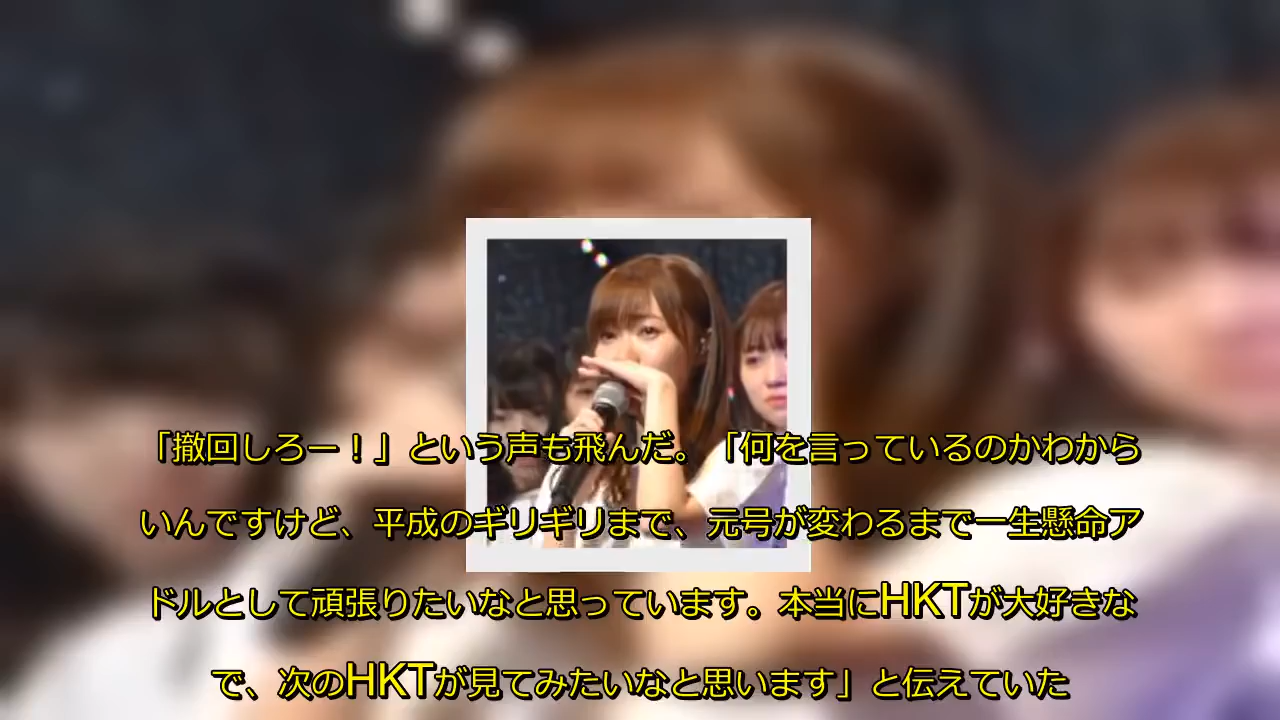 「撤回しろー！」という声も飛んだ。「何を言っているのかわから
いんですけど、平成のギリギリまで、元号が変わるまで一生懸命ア
ドルとして頑張りたいなと思っています。本当にHKTが大好きな
で、次のHKTが見てみたいなと思います」と伝えていた